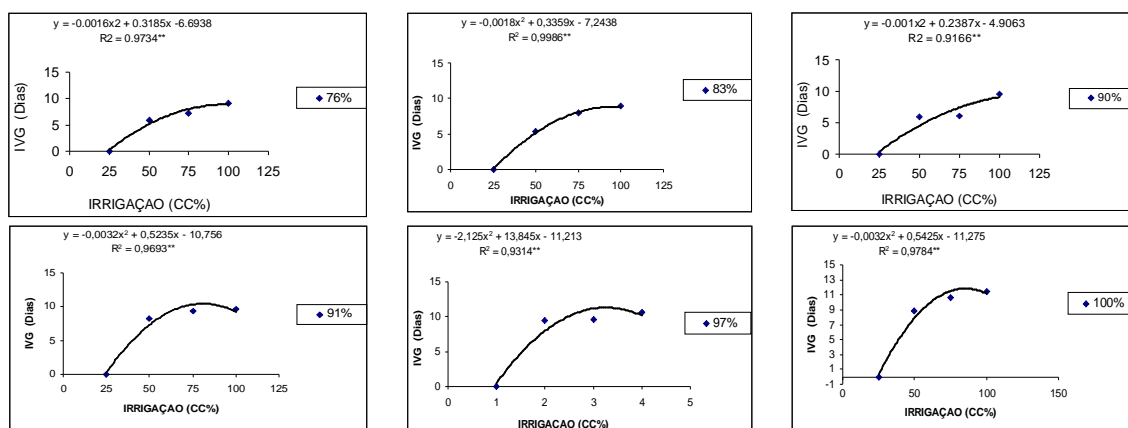 y = -0.0016x2 + 0.3185x -6.6938
R2 = 0.9734**
IVG (Dias)
15
10
5
0
0 25 50 75 100 125
IRRIGAÇAO (CC%)
76%
y = -0,0018x² + 0,3359x - 7,2438
R² = 0,9986**
IVG (Dias)
15
10
5
0
0 25 50 75 100 125
IRRIGAÇAO (CC%)
83%
y = -0.001x2 + 0.2387x - 4.9063
R2 = 0.9166**
IVG (Dias)
15
10
5
0
0 25 50 75 100 125
IRRIGAÇAO (CC%)
90%
y = -0,0032x² + 0,5235x - 10,756
R² = 0,9693**
IVG (Dias)
15
10
5
0
0 25 50 75 100 125
IRRIGAÇAO (CC%)
91%
y = -2,125x² + 13,845x - 11,213
R² = 0,9314**
IVG (Dias)
15
10
5
0
0 1 2 3 4 5
IRRIGAÇAO (CC%)
97%
y = -0,0032x² + 0,5425x - 11,275
R² = 0,9784**
IVG (Dias)
15
13
11
9
7
5
3
1
-1
0 50 100 150
IRRIGAÇAO (CC%)
100%